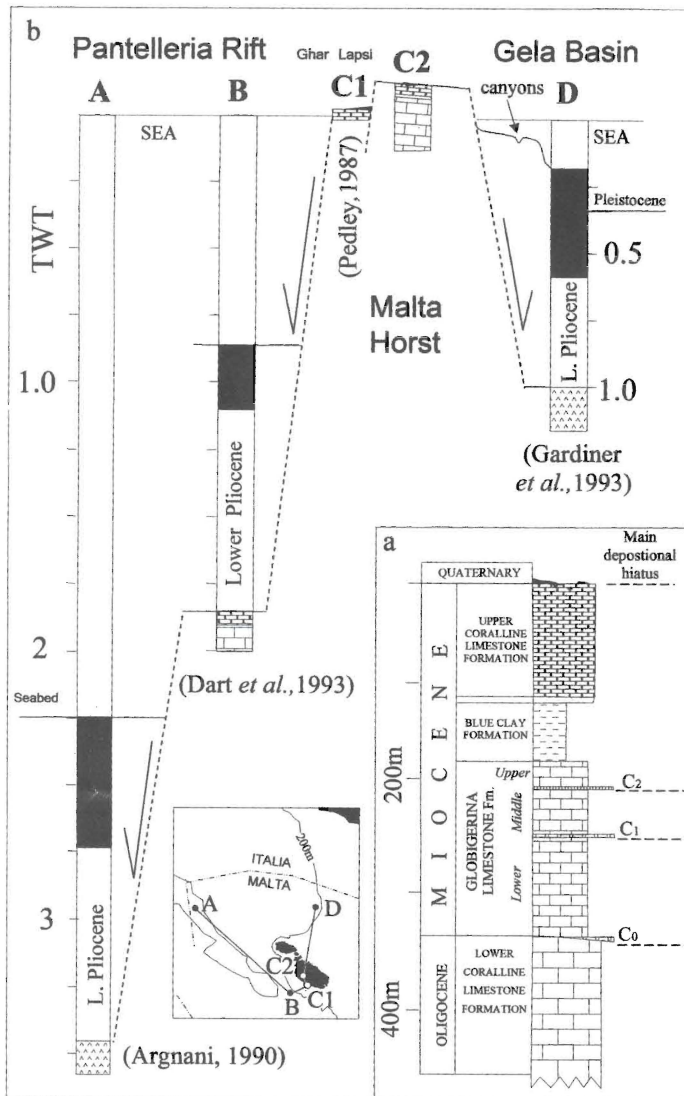 b
Pantelleria Rift
Ghar Lapsi
Gela Basin
A
B
C1
C2
D
canyons
SEA
SEA
(Pedley, 1987)
TWT
Pleistocene
0.5
Malta
Horst
L. Pliocene
1.0
1.0
(Gardiner
et al.,1993)
Lower Pliocene
2
(Dart et al.,1993)
Seabed
3
L. Pliocene
(Argnani, 1990)
200m
ITALIA
MALTA
A
D
C2
C1
B
a
Main
depostional
hiatus
QUATERNARY
MIOCENE
UPPER
CORALLINE
LIMESTONE
FORMATION
BLUE CLAY
FORMATION
200m
GLOBIGERINA
LIMESTONE Fm.
Upper
Middle
Lower
C2
C1
C0
OLIGOCENE
LOWER
CORALLINE
LIMESTONE
FORMATION
400m